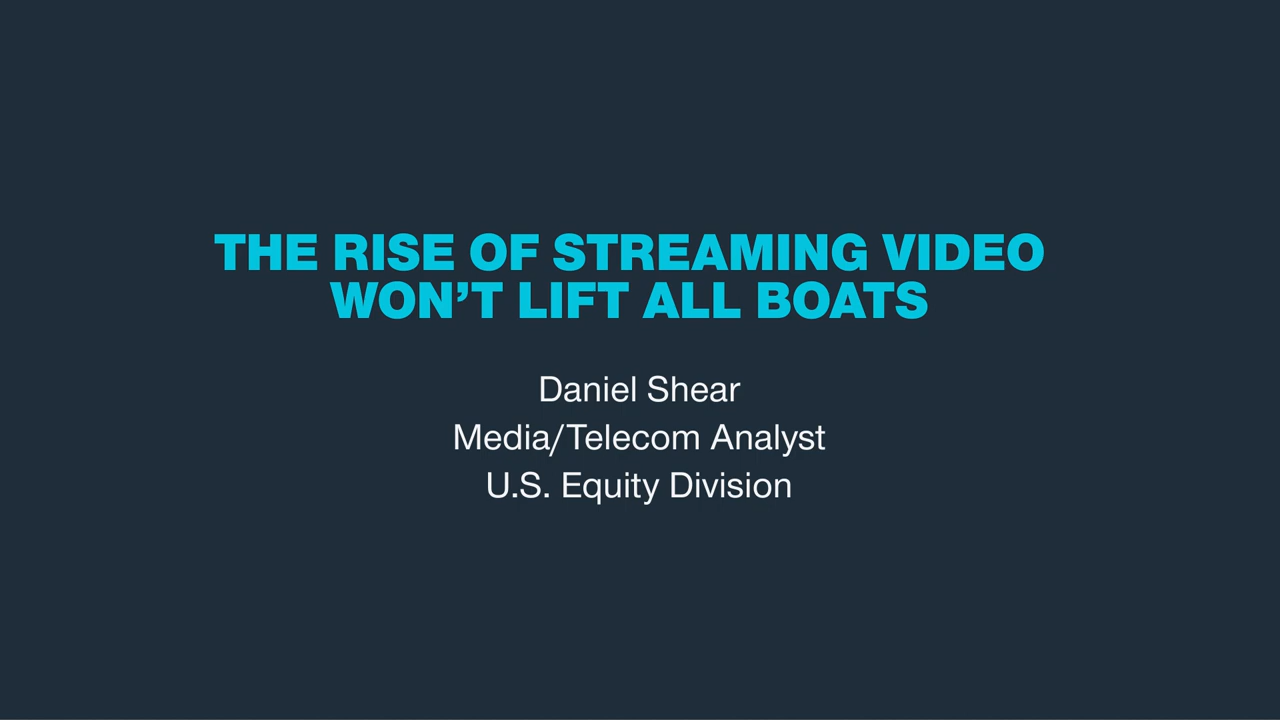 THE RISE OF STREAMING VIDEO
WON’T LIFT ALL BOATS
Daniel Shear
Media/Telecom Analyst
U.S. Equity Division